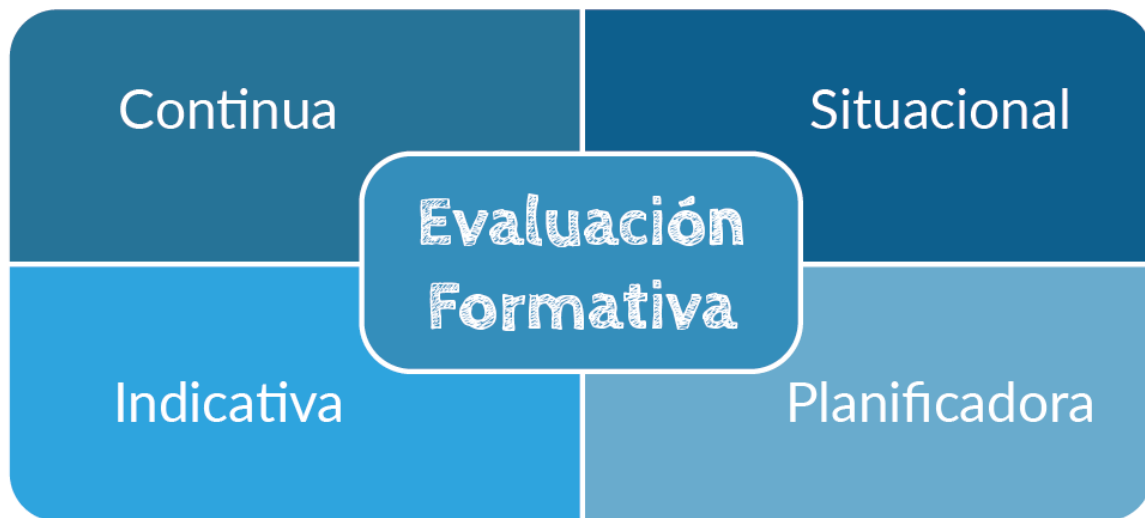 Continua
Situacional
Evaluación
Formativa
Indicativa
Planificadora